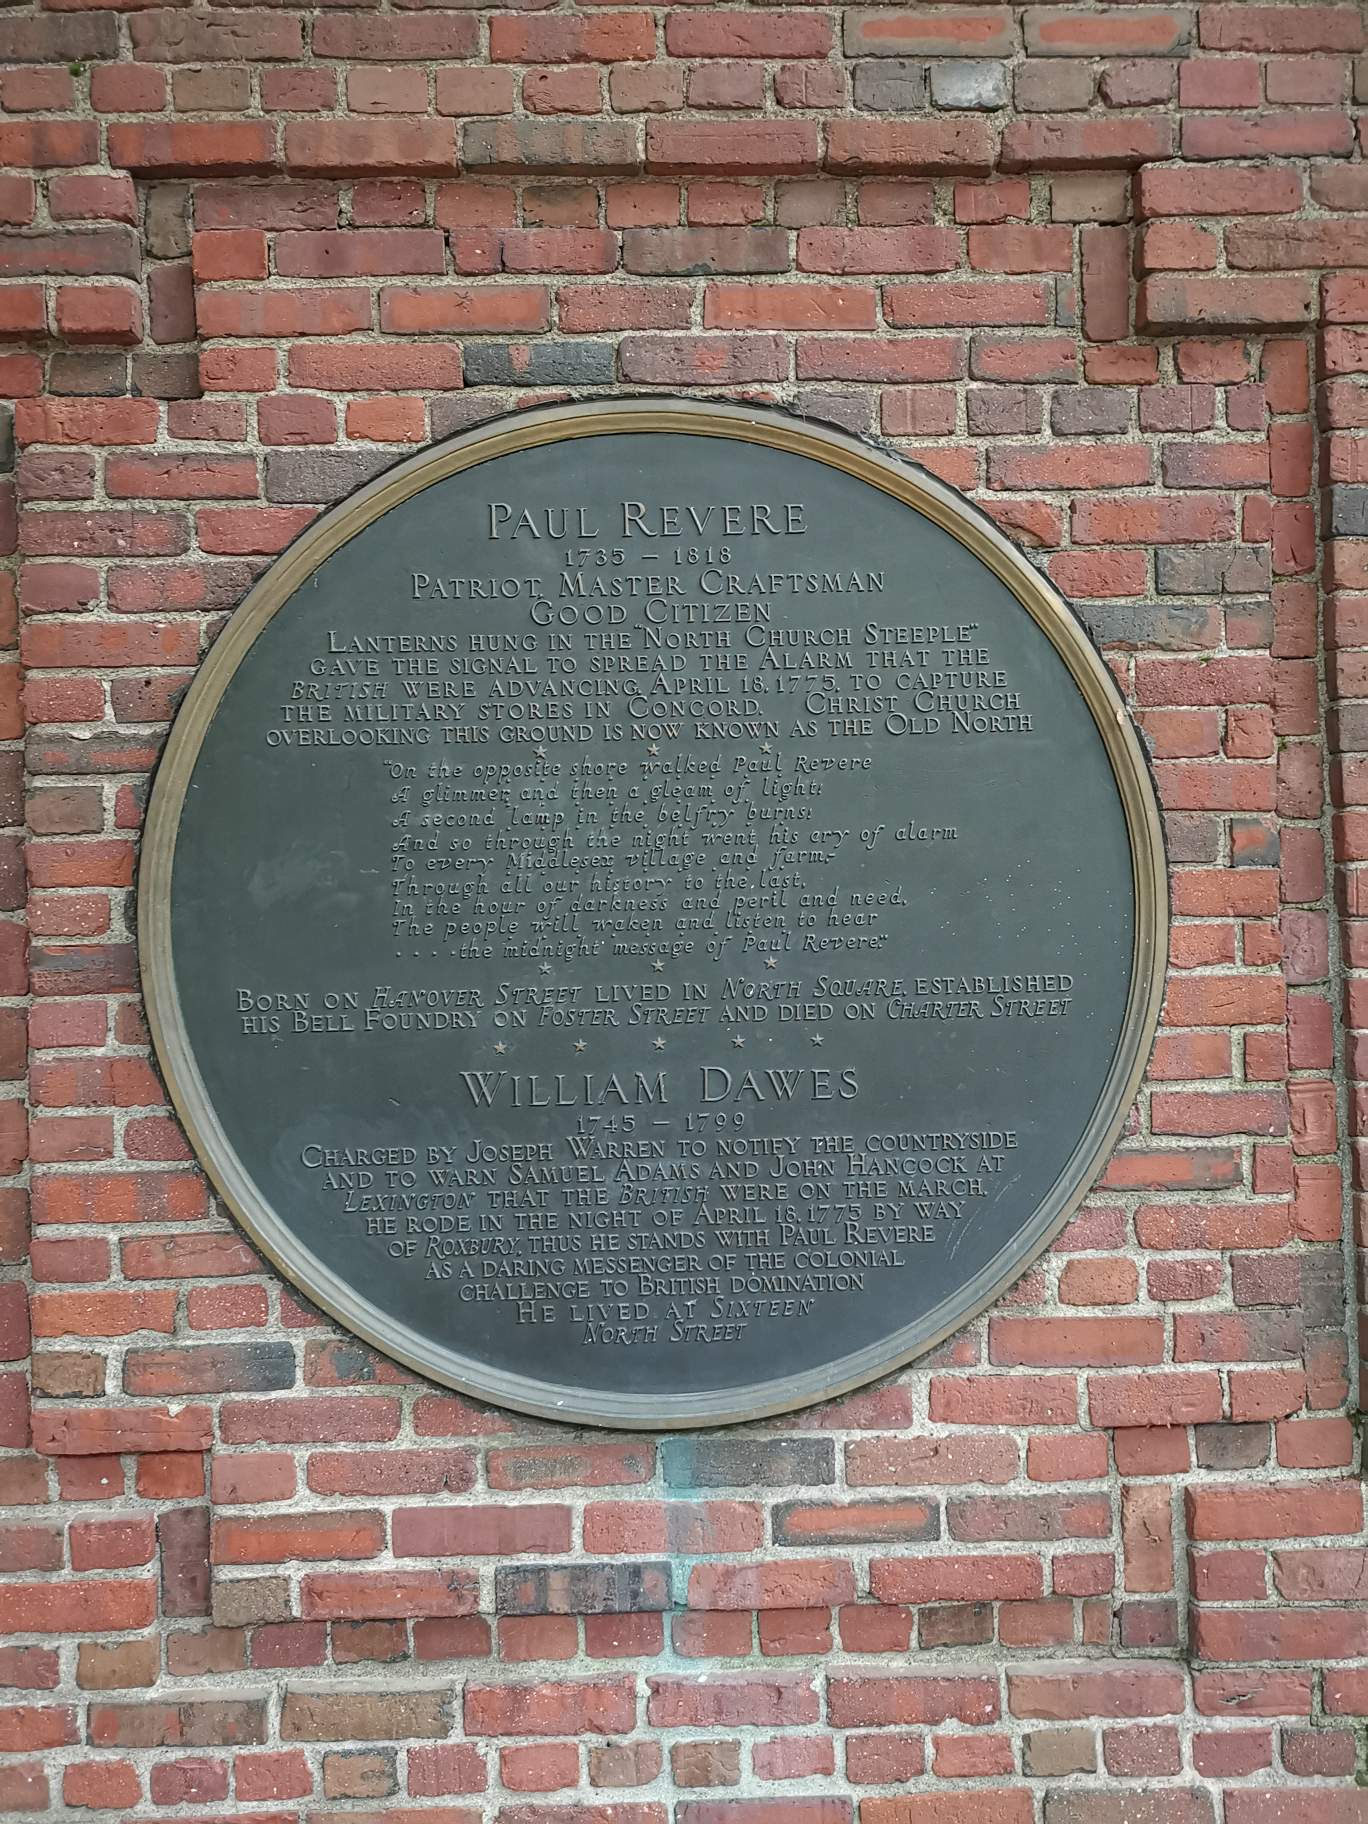 PAUL REVERE
1735 – 1818
PATRIOT, MASTER CRAFTSMAN
GOOD CITIZEN
LANTERNS HUNG IN THE "NORTH CHURCH STEEPLE"
GAVE THE SIGNAL TO SPREAD THE ALARM THAT THE
BRITISH WERE ADVANCING, APRIL 18, 1775, TO CAPTURE
THE MILITARY STORES IN CONCORD. CHRIST CHURCH
OVERLOOKING THIS GROUND IS NOW KNOWN AS THE OLD NORTH
"On the opposite shore walked Paul Revere
A glimmer, and then a gleam of light!
A second lamp in the belfry burns!
And so through the night went his cry of alarm
To every Middlesex village and farm,-
Through all our history to the last,
In the hour of darkness and peril and need,
The people will waken and listen to hear
. . . . the midnight message of Paul Revere."
BORN ON HANOVER STREET LIVED IN NORTH SQUARE, ESTABLISHED
HIS BELL FOUNDRY ON FOSTER STREET AND DIED ON CHARTER STREET
WILLIAM DAWES
1745 – 1799
CHARGED BY JOSEPH WARREN TO NOTIFY THE COUNTRYSIDE
AND TO WARN SAMUEL ADAMS AND JOHN HANCOCK AT
LEXINGTON THAT THE BRITISH WERE ON THE MARCH,
HE RODE IN THE NIGHT OF APRIL 18, 1775 BY WAY
OF ROXBURY, THUS HE STANDS WITH PAUL REVERE
AS A DARING MESSENGER OF THE COLONIAL
CHALLENGE TO BRITISH DOMINATION
HE LIVED AT SIXTEEN
NORTH STREET